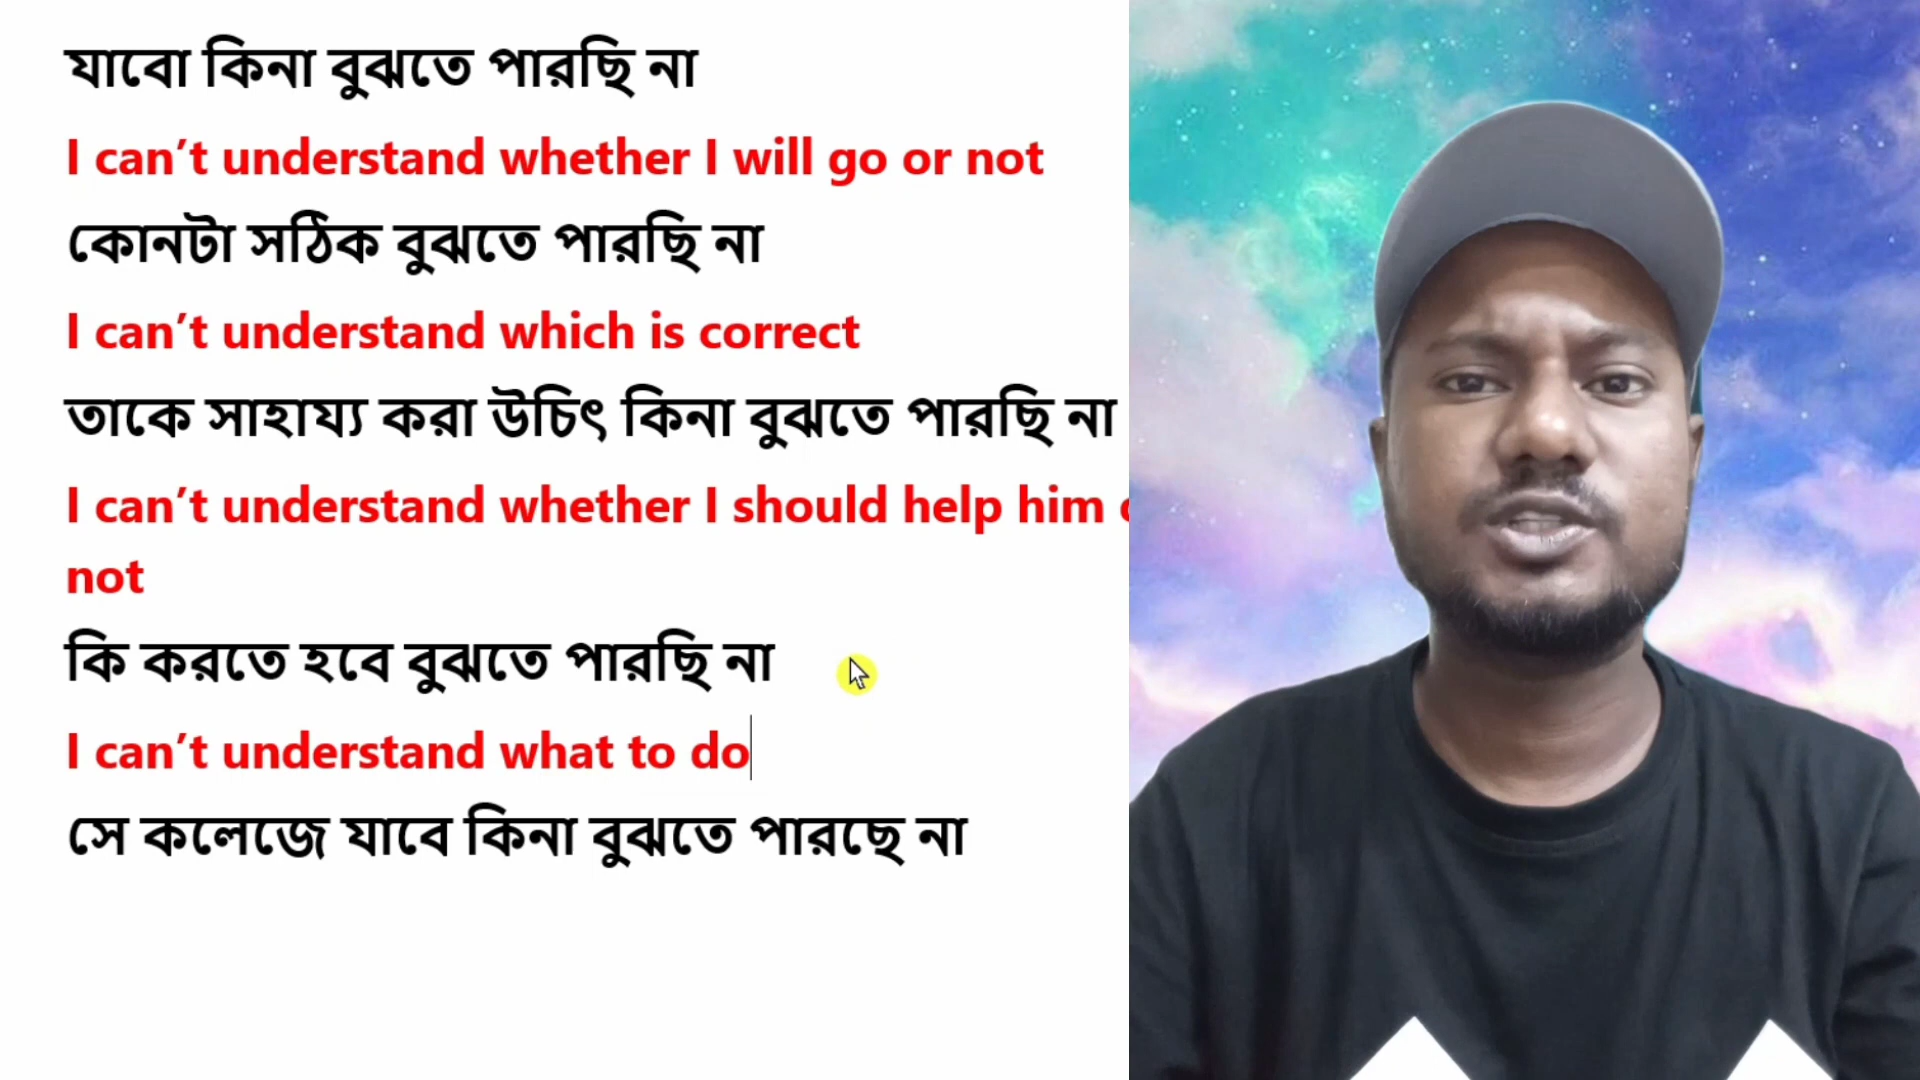 যাবো কিনা বুঝতে পারছি না
I can’t understand whether I will go or not
কোনটা সঠিক বুঝতে পারছি না
I can’t understand which is correct
তাকে সাহায্য করা উচিৎ কিনা বুঝতে পারছি না
I can’t understand whether I should help him
not
কি করতে হবে বুঝতে পারছি না
I can’t understand what to do
সে কলেজে যাবে কিনা বুঝতে পারছে না